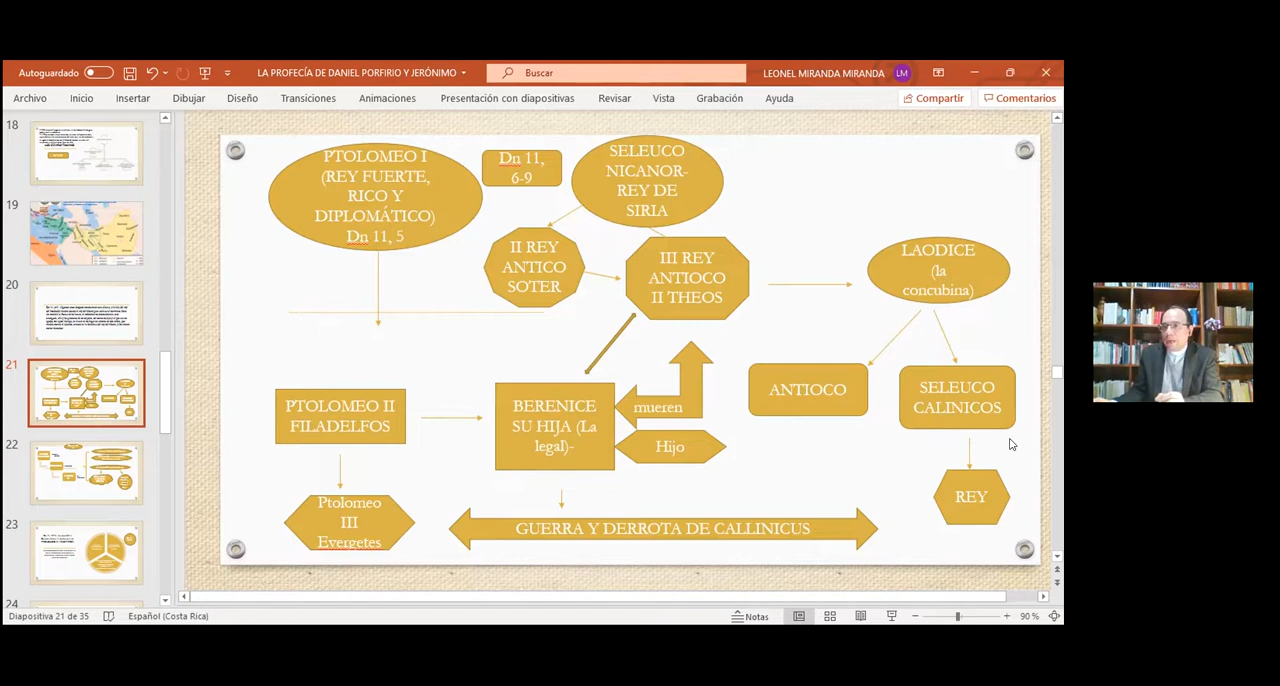 Autoguardado
LA PROFECÍA DE DANIEL PORFIRIO Y JERÓNIMO
Buscar
LEONEL MIRANDA MIRANDA
LM
Archivo
Inicio
Insertar
Dibujar
Diseño
Transiciones
Animaciones
Presentación con diapositivas
Revisar
Vista
Grabación
Ayuda
Compartir
Comentarios
18
19
20
21
22
23
24
PTOLOMEO I
(REY FUERTE,
RICO Y
DIPLOMÁTICO)
Dn 11, 5
Dn 11,
6-9
SELEUCO
NICANOR-
REY DE
SIRIA
II REY
ANTICO
SOTER
III REY
ANTIOCO
II THEOS
LAODICE
(la
concubina)
ANTIOCO
SELEUCO
CALINICOS
PTOLOMEO II
FILADELFOS
BERENICE
SU HIJA (La
legal)-
mueren
Hijo
REY
Ptolomeo
III
Evergetes
GUERRA Y DERROTA DE CALLINICUS
Diapositiva 21 de 35
Español (Costa Rica)
Notas
90 %